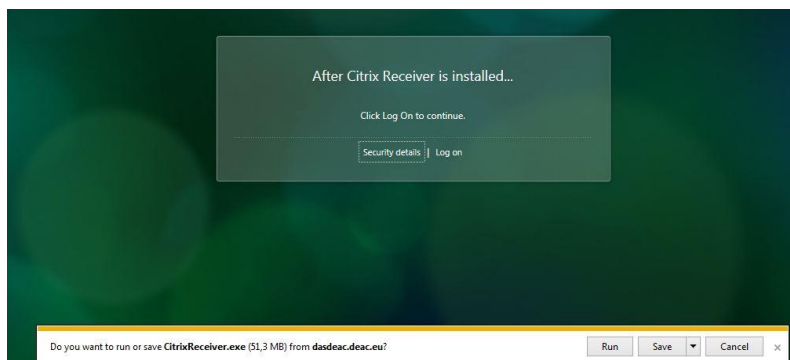 After Citrix Receiver is installed...
Click Log On to continue.
Security details | Log on
Do you want to run or save CitrixReceiver.exe (51,3 MB) from dasdeac.deac.eu?
Run Save Cancel ×